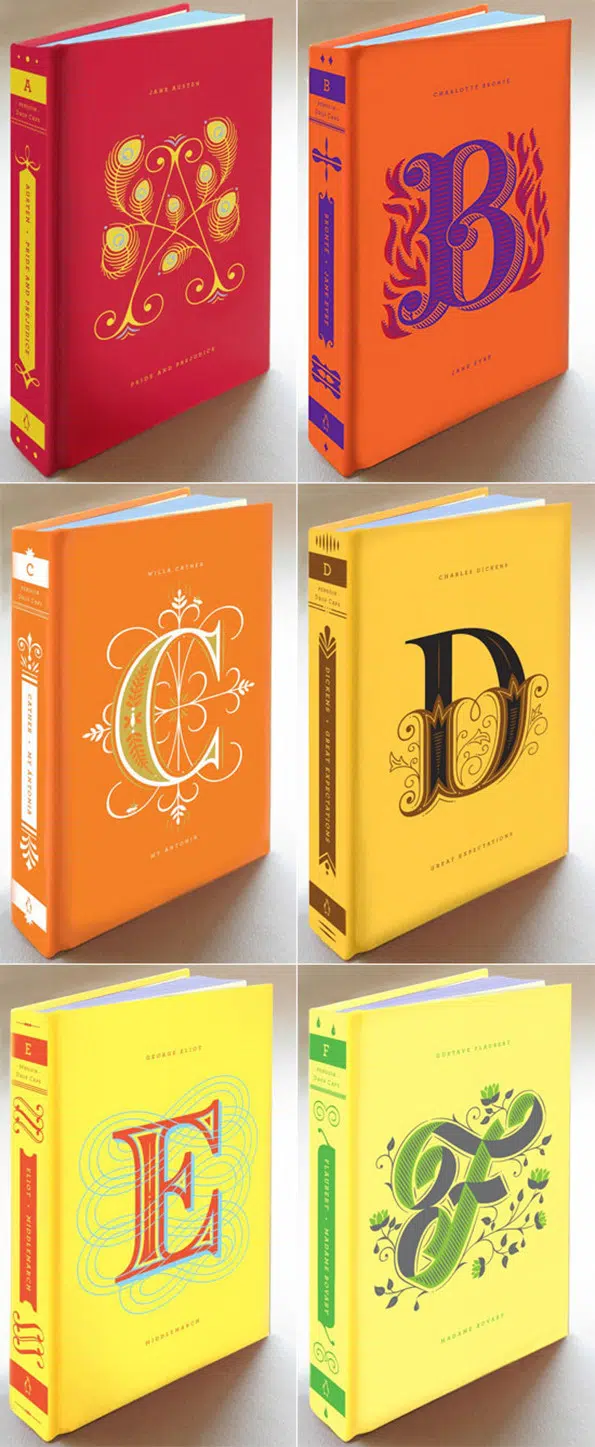 A
PENGUIN
DROP CAPS
AUSTEN · PRIDE AND PREJUDICE
JANE AUSTEN
A
PRIDE AND PREJUDICE
B
PENGUIN
DROP CAPS
BRONTË · JANE EYRE
CHARLOTTE BRONTË
B
JANE EYRE
C
PENGUIN
DROP CAPS
CATHER · MY ÁNTONIA
WILLA CATHER
C
MY ÁNTONIA
D
PENGUIN
DROP CAPS
DICKENS · GREAT EXPECTATIONS
CHARLES DICKENS
D
GREAT EXPECTATIONS
E
PENGUIN
DROP CAPS
ELIOT · MIDDLEMARCH
GEORGE ELIOT
E
MIDDLEMARCH
F
PENGUIN
DROP CAPS
FLAUBERT · MADAME BOVARY
GUSTAVE FLAUBERT
F
MADAME BOVARY